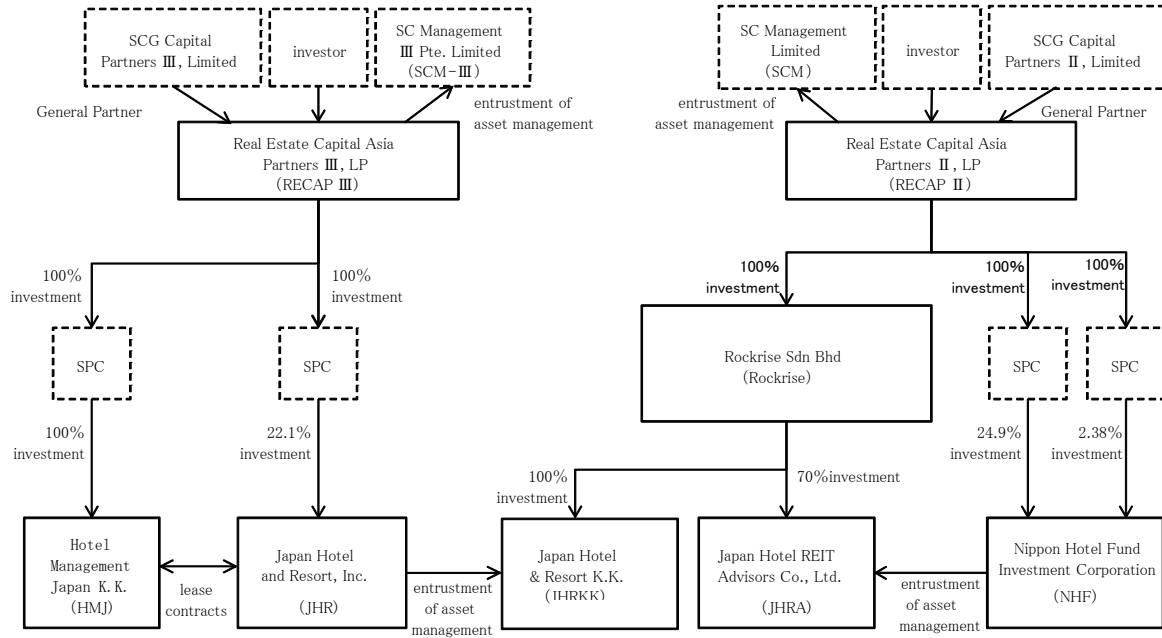 SCG Capital
Partners Ⅲ, Limited
investor
SC Management
Ⅲ Pte. Limited
(SCM-Ⅲ)
SC Management
Limited
(SCM)
investor
SCG Capital
Partners Ⅱ, Limited
General Partner
entrustment of
asset management
entrustment of
asset management
General Partner
Real Estate Capital Asia
Partners Ⅲ, LP
(RECAP Ⅲ)
Real Estate Capital Asia
Partners Ⅱ, LP
(RECAP Ⅱ)
100%
investment
100%
investment
100%
investment
100%
investment
100%
investment
SPC
SPC
Rockrise Sdn Bhd
(Rockrise)
SPC
SPC
100%
investment
22.1%
investment
24.9%
investment
2.38%
investment
100%
investment
70%investment
Hotel
Management
Japan K.K.
(HMJ)
lease
contracts
Japan Hotel
and Resort, Inc.
(JHR)
entrustment
of asset
management
Japan Hotel
& Resort K.K.
(JHRKK)
Japan Hotel REIT
Advisors Co., Ltd.
(JHRA)
entrustment
of asset
management
Nippon Hotel Fund
Investment Corporation
(NHF)